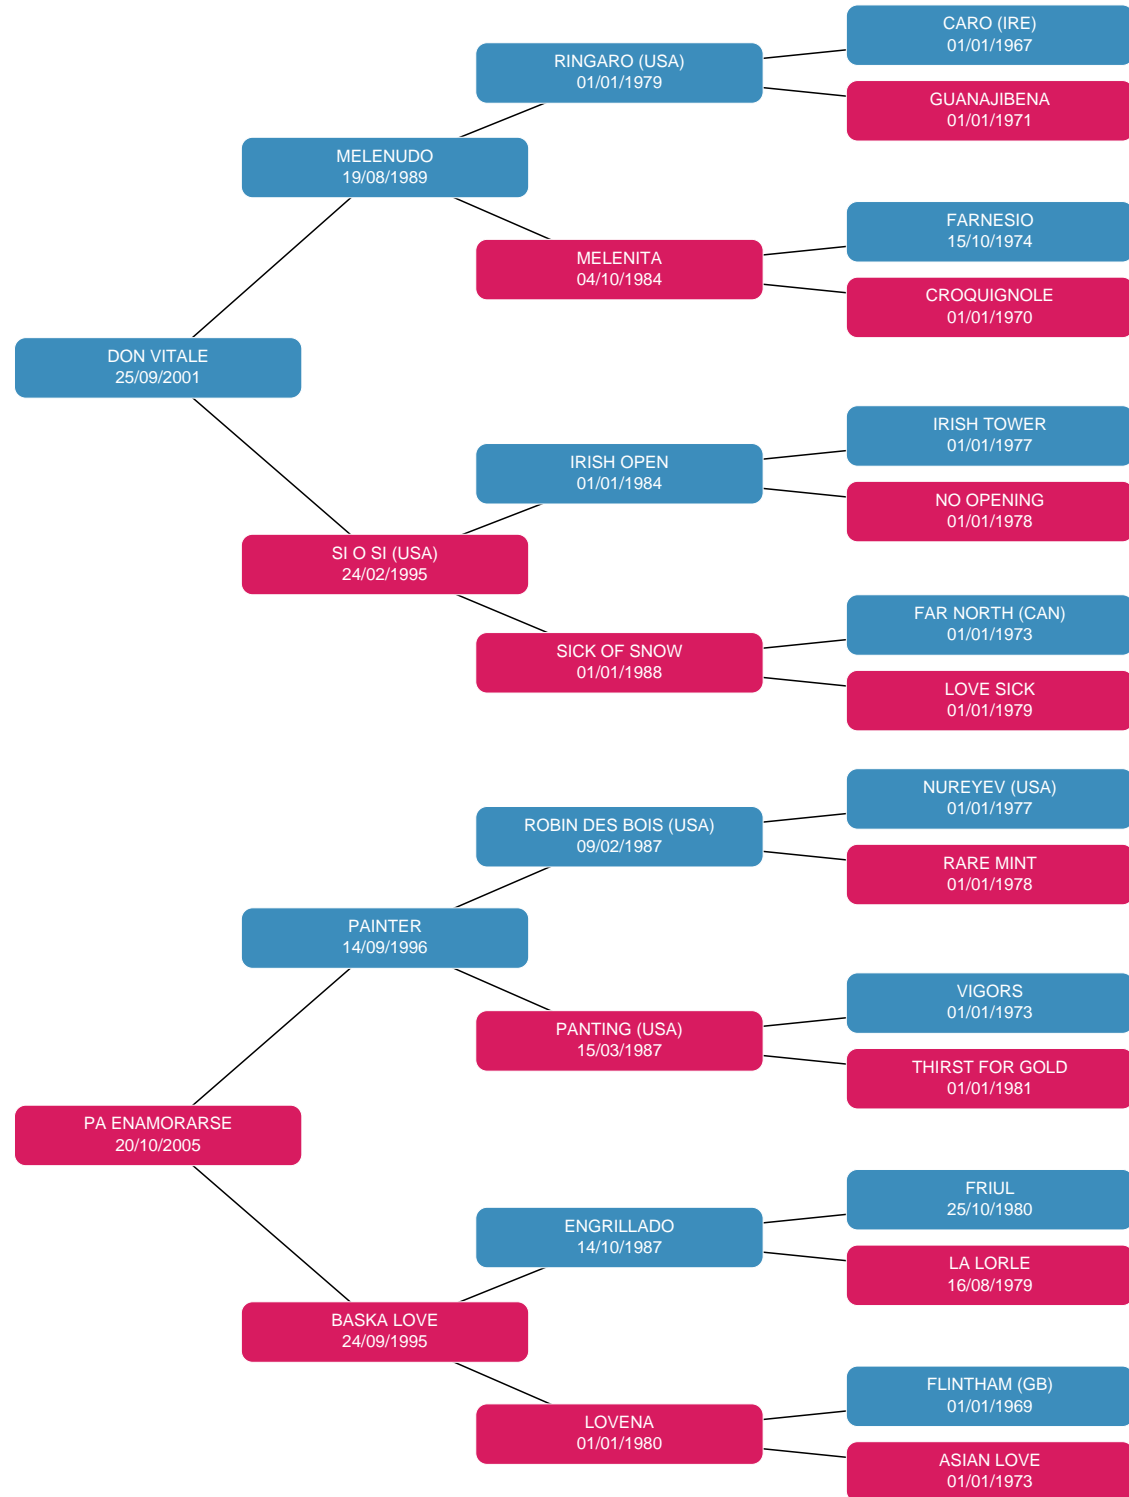 CARO (IRE)
01/01/1967
RINGARO (USA)
01/01/1979
GUANAJIBENA
01/01/1971
MELENUDO
19/08/1989
FARNESIO
15/10/1974
MELENITA
04/10/1984
CROQUIGNOLE
01/01/1970
DON VITALE
25/09/2001
IRISH TOWER
01/01/1977
IRISH OPEN
01/01/1984
NO OPENING
01/01/1978
SI O SI (USA)
24/02/1995
FAR NORTH (CAN)
01/01/1973
SICK OF SNOW
01/01/1988
LOVE SICK
01/01/1979
NUREYEV (USA)
01/01/1977
ROBIN DES BOIS (USA)
09/02/1987
RARE MINT
01/01/1978
PAINTER
14/09/1996
VIGORS
01/01/1973
PANTING (USA)
15/03/1987
THIRST FOR GOLD
01/01/1981
PA ENAMORARSE
20/10/2005
FRIUL
25/10/1980
ENGRILLADO
14/10/1987
LA LORLE
16/08/1979
BASKA LOVE
24/09/1995
FLINTHAM (GB)
01/01/1969
LOVENA
01/01/1980
ASIAN LOVE
01/01/1973